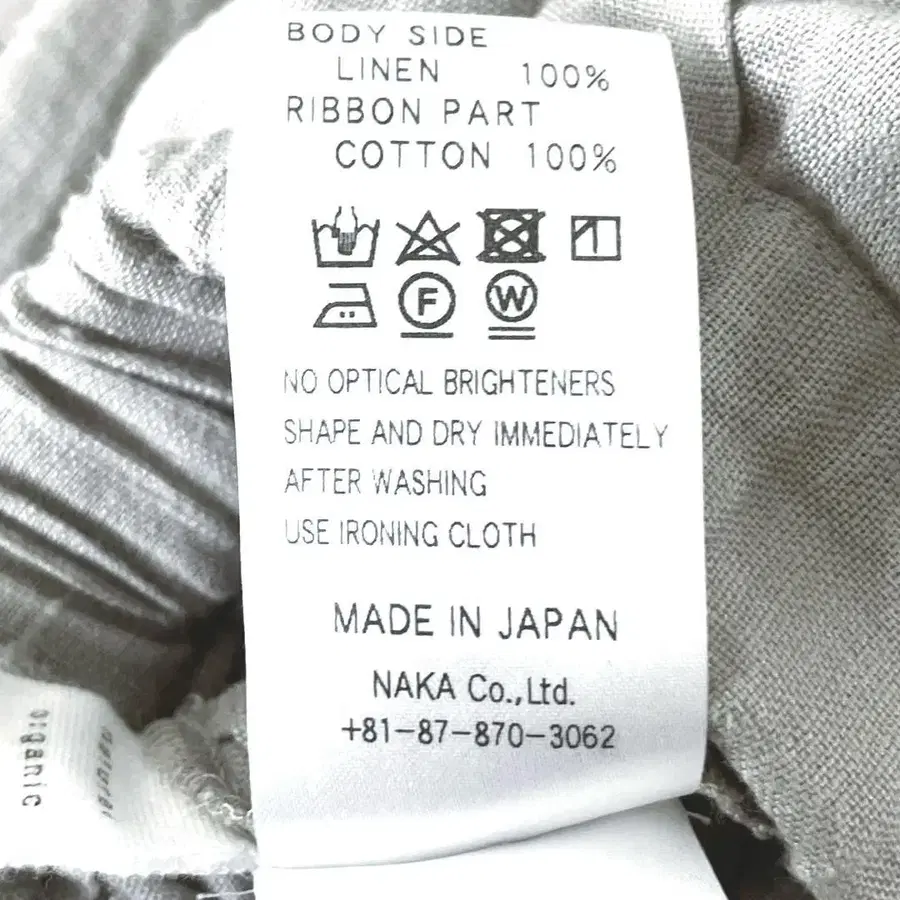 BODY SIDE
LINEN 100%
RIBBON PART
COTTON 100%
F W
NO OPTICAL BRIGHTENERS
SHAPE AND DRY IMMEDIATELY
AFTER WASHING
USE IRONING CLOTH
MADE IN JAPAN
NAKA Co.,Ltd.
+81-87-870-3062
organic